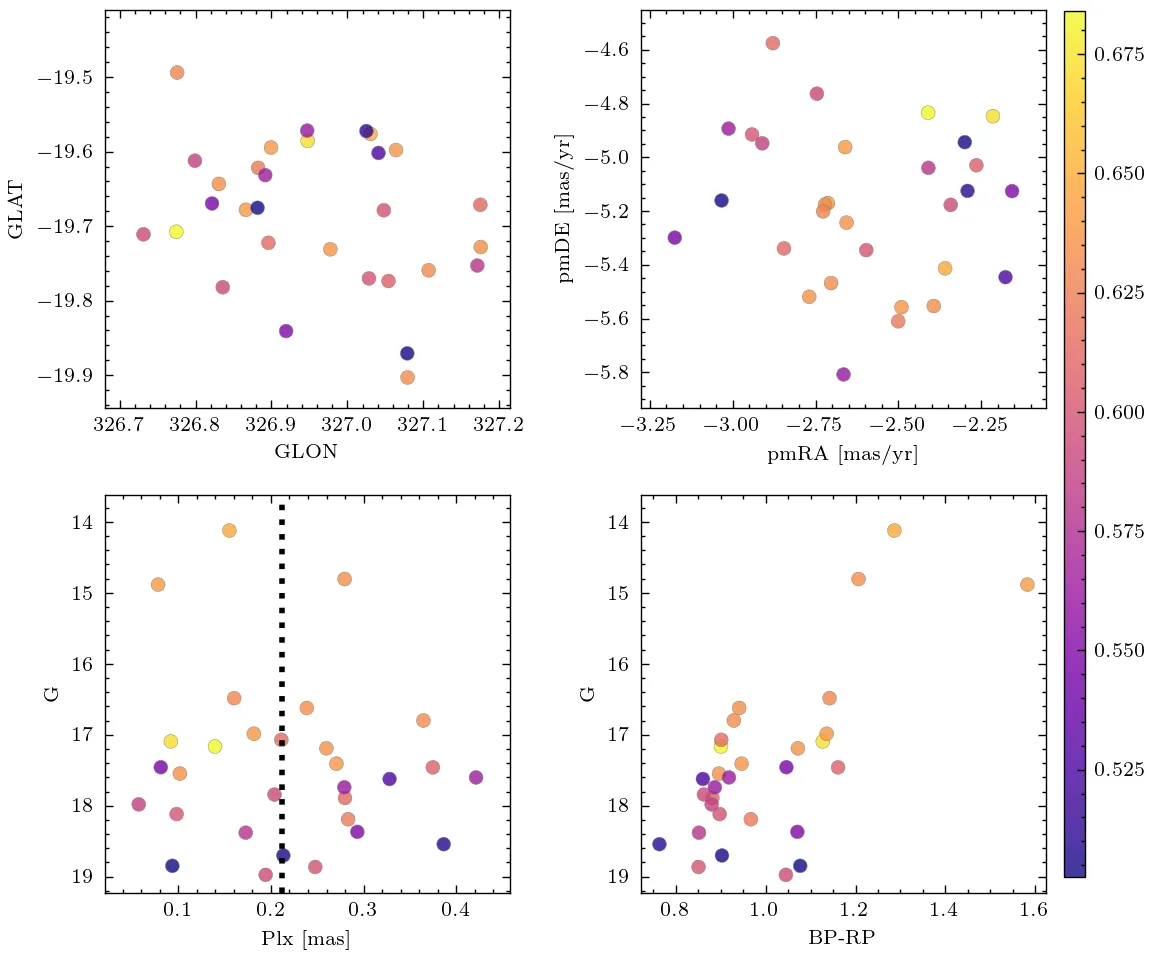 −19.5
−19.6
−19.7
−19.8
−19.9
GLAT
326.7 326.8 326.9 327.0 327.1 327.2
GLON
−4.6
−4.8
−5.0
−5.2
−5.4
−5.6
−5.8
pmDE [mas/yr]
−3.25 −3.00 −2.75 −2.50 −2.25
pmRA [mas/yr]
0.675
0.650
0.625
0.600
0.575
0.550
0.525
14
15
16
17
18
19
G
0.1 0.2 0.3 0.4
Plx [mas]
14
15
16
17
18
19
G
0.8 1.0 1.2 1.4 1.6
BP-RP